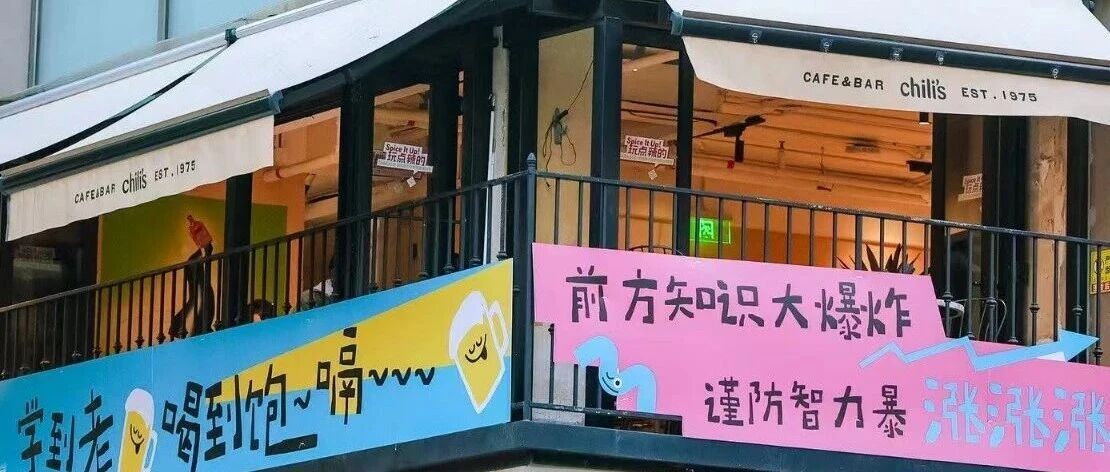 CAFE&BAR chili's EST.1975
CAFE&BAR chili's EST.1975
Spice It Up!
玩点辣的
Spice It Up!
玩点辣的
学到老 喝到饱~嗝~~~
前方知识大爆炸
谨防智力暴涨涨涨